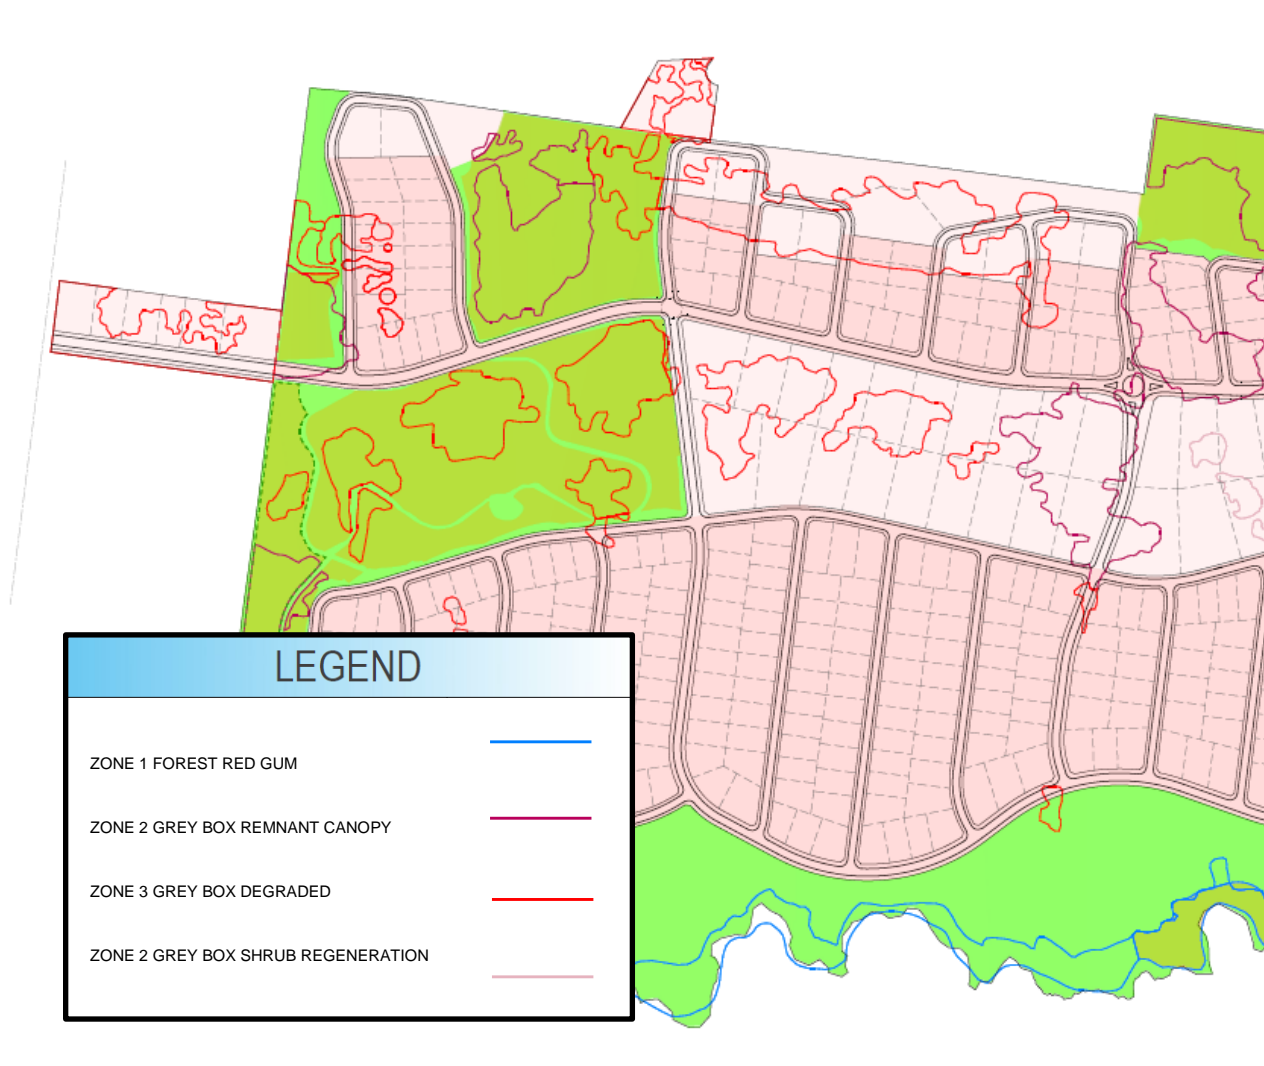 LEGEND
ZONE 1 FOREST RED GUM
ZONE 2 GREY BOX REMNANT CANOPY
ZONE 3 GREY BOX DEGRADED
ZONE 2 GREY BOX SHRUB REGENERATION